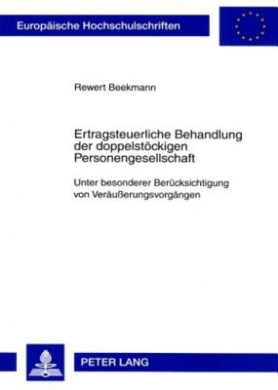 Europäische Hochschulschriften
Rewert Beekmann
Ertragsteuerliche Behandlung
der doppelstöckigen
Personengesellschaft
Unter besonderer Berücksichtigung
von Veräußerungsvorgängen
PETER LANG